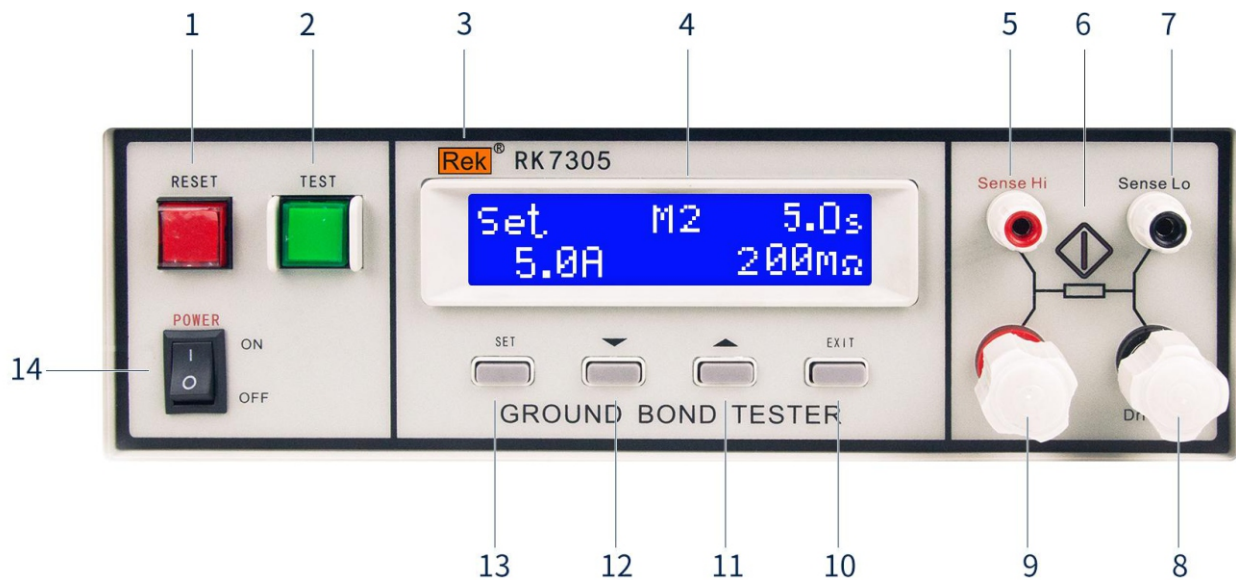 1 2 3 4 5 6 7
Rek® RK7305
RESET TEST
Sense Hi Sense Lo
Set M2 5.0s
5.0A 200MΩ
POWER
ON
OFF
SET EXIT
14
GROUND BOND TESTER
13 12 11 10 9 8